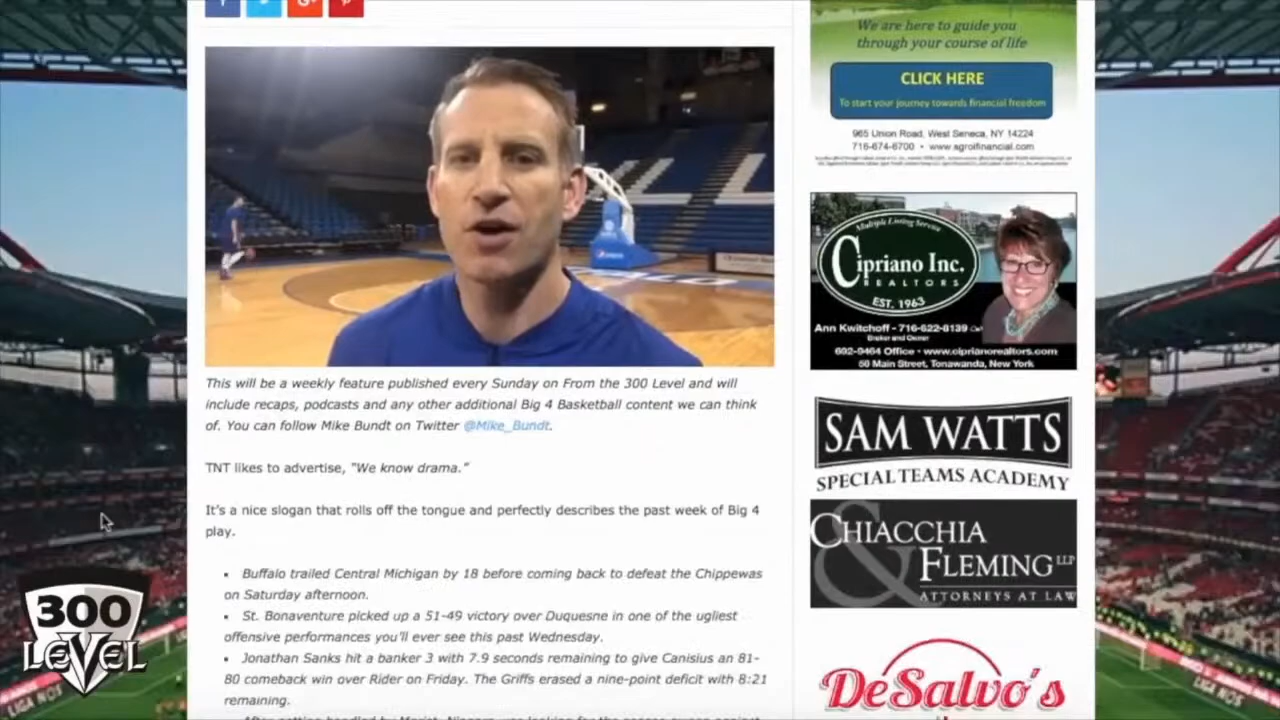 We are here to guide you
through your course of life
CLICK HERE
To start your journey towards financial freedom
965 Union Road, West Seneca, NY 14224
716-674-6700 • www.sgroifinancial.com
Multiple Listing Service
Cipriano Inc.
REALTORS
EST. 1963
Ann Kwitchoff - 716-622-8139 Cell
Broker and Owner
692-9464 Office • www.ciprianorealtors.com
50 Main Street, Tonawanda, New York
SAM WATTS
SPECIAL TEAMS ACADEMY
CHIACCHIA
& FLEMING LLP
ATTORNEYS AT LAW
DeSalvo's
This will be a weekly feature published every Sunday on From the 300 Level and will
include recaps, podcasts and any other additional Big 4 Basketball content we can think
of. You can follow Mike Bundt on Twitter @Mike_Bundt.
TNT likes to advertise, "We know drama."
It's a nice slogan that rolls off the tongue and perfectly describes the past week of Big 4
play.
▪ Buffalo trailed Central Michigan by 18 before coming back to defeat the Chippewas
on Saturday afternoon.
▪ St. Bonaventure picked up a 51-49 victory over Duquesne in one of the ugliest
offensive performances you'll ever see this past Wednesday.
▪ Jonathan Sanks hit a banker 3 with 7.9 seconds remaining to give Canisius an 81-
80 comeback win over Rider on Friday. The Griffs erased a nine-point deficit with 8:21
remaining.
300
LEVEL
LIGA NOS